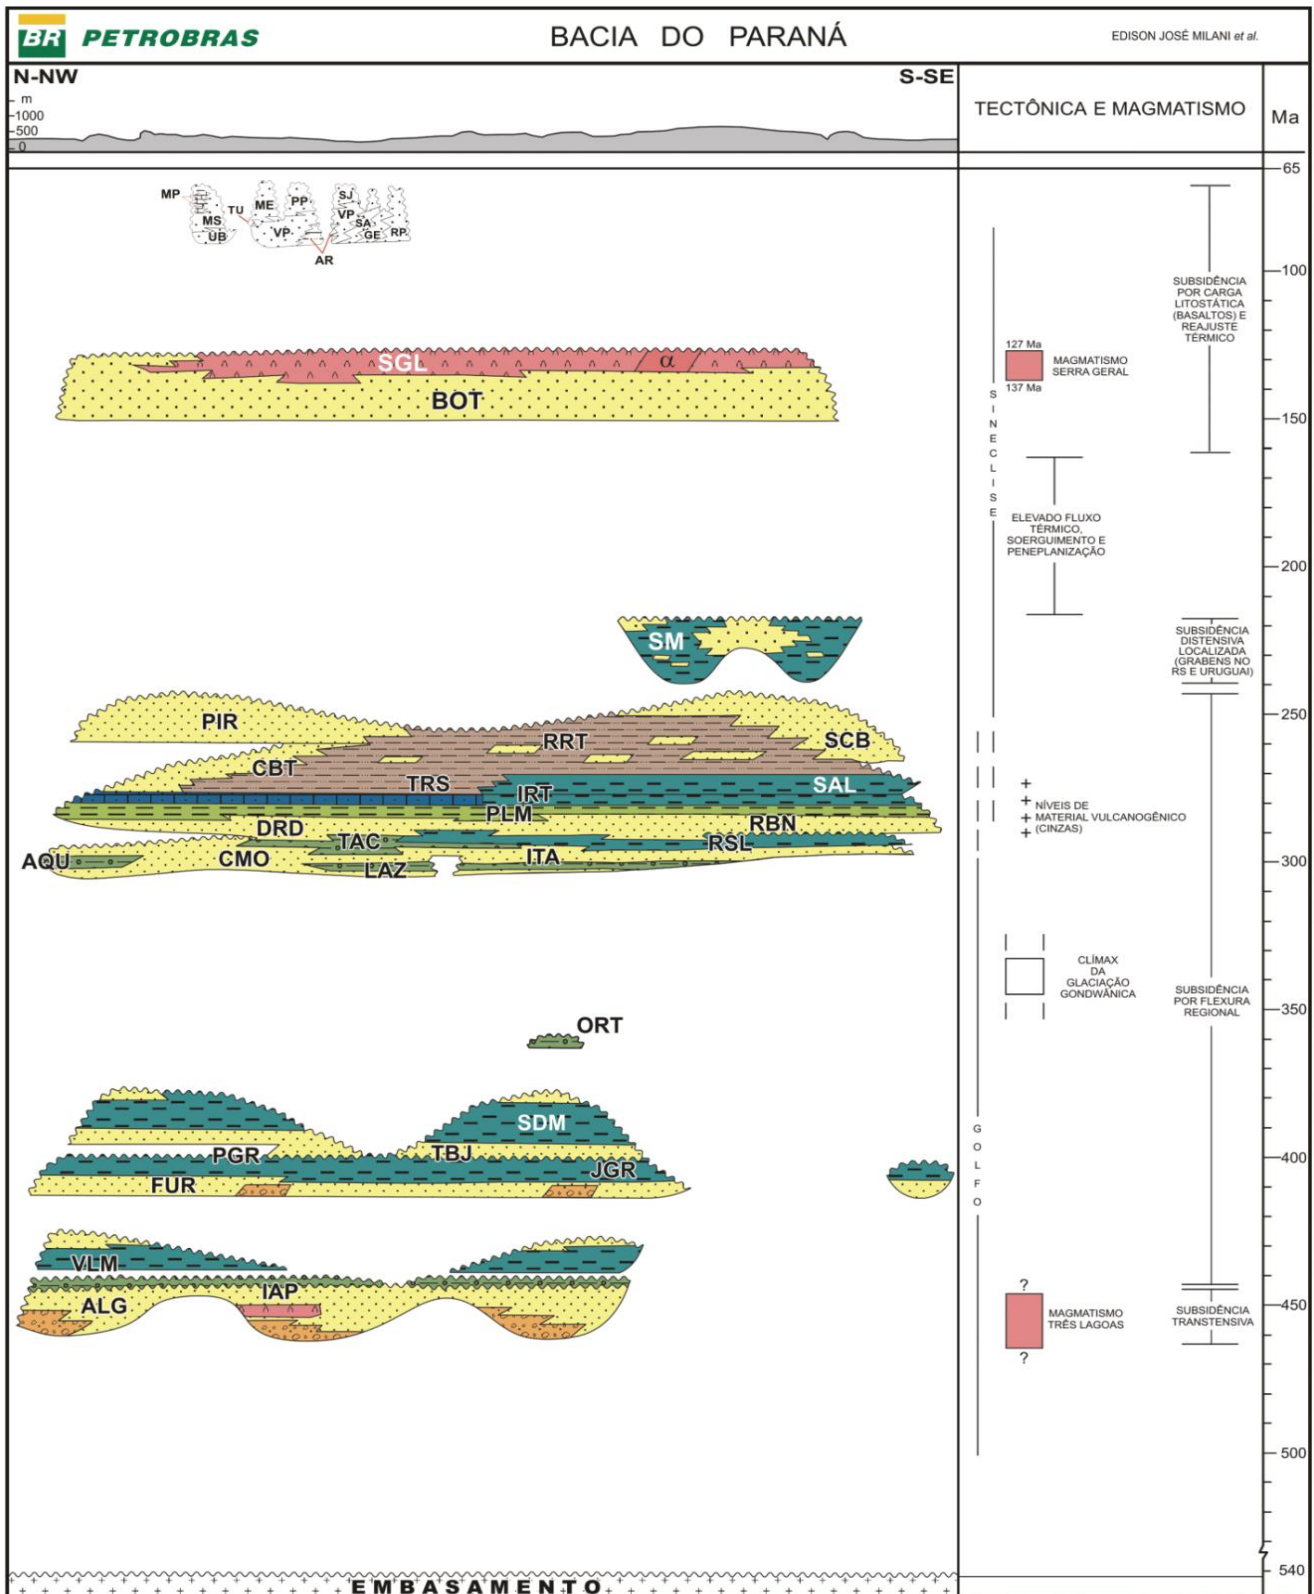 BR PETROBRAS
BACIA DO PARANÁ
EDISON JOSÉ MILANI et al.
N-NW
S-SE
m
1000
500
0
TECTÔNICA E MAGMATISMO
Ma
65
MP
MS
UB
TU
ME
PP
VP
AR
SJ
VP
SA
GE
RP
100
SUBSIDÊNCIA
POR CARGA
LITOSTÁTICA
(BASALTOS) E
REAJUSTE
TÉRMICO
SGL
α
BOT
127 Ma
137 Ma
MAGMATISMO
SERRA GERAL
SINECLISE
150
ELEVADO FLUXO
TÉRMICO,
SOERGUIMENTO E
PENEPLANIZAÇÃO
200
SM
SUBSIDÊNCIA
DISTENSIVA
LOCALIZADA
(GRABENS NO
RS E URUGUAI)
250
PIR
RRT
SCB
CBT
TRS
IRT
SAL
PLM
DRD
RBN
TAC
RSL
AQU
CMO
ITA
LAZ
NÍVEIS DE
MATERIAL VULCANOGÊNICO
(CINZAS)
300
CLÍMAX
DA
GLACIAÇÃO
GONDWÂNICA
SUBSIDÊNCIA
POR FLEXURA
REGIONAL
350
ORT
SDM
PGR
TBJ
JGR
FUR
GOLFO
400
VLM
IAP
ALG
?
MAGMATISMO
TRÊS LAGOAS
?
SUBSIDÊNCIA
TRANSTENSIVA
450
500
540
EMBASAMENTO